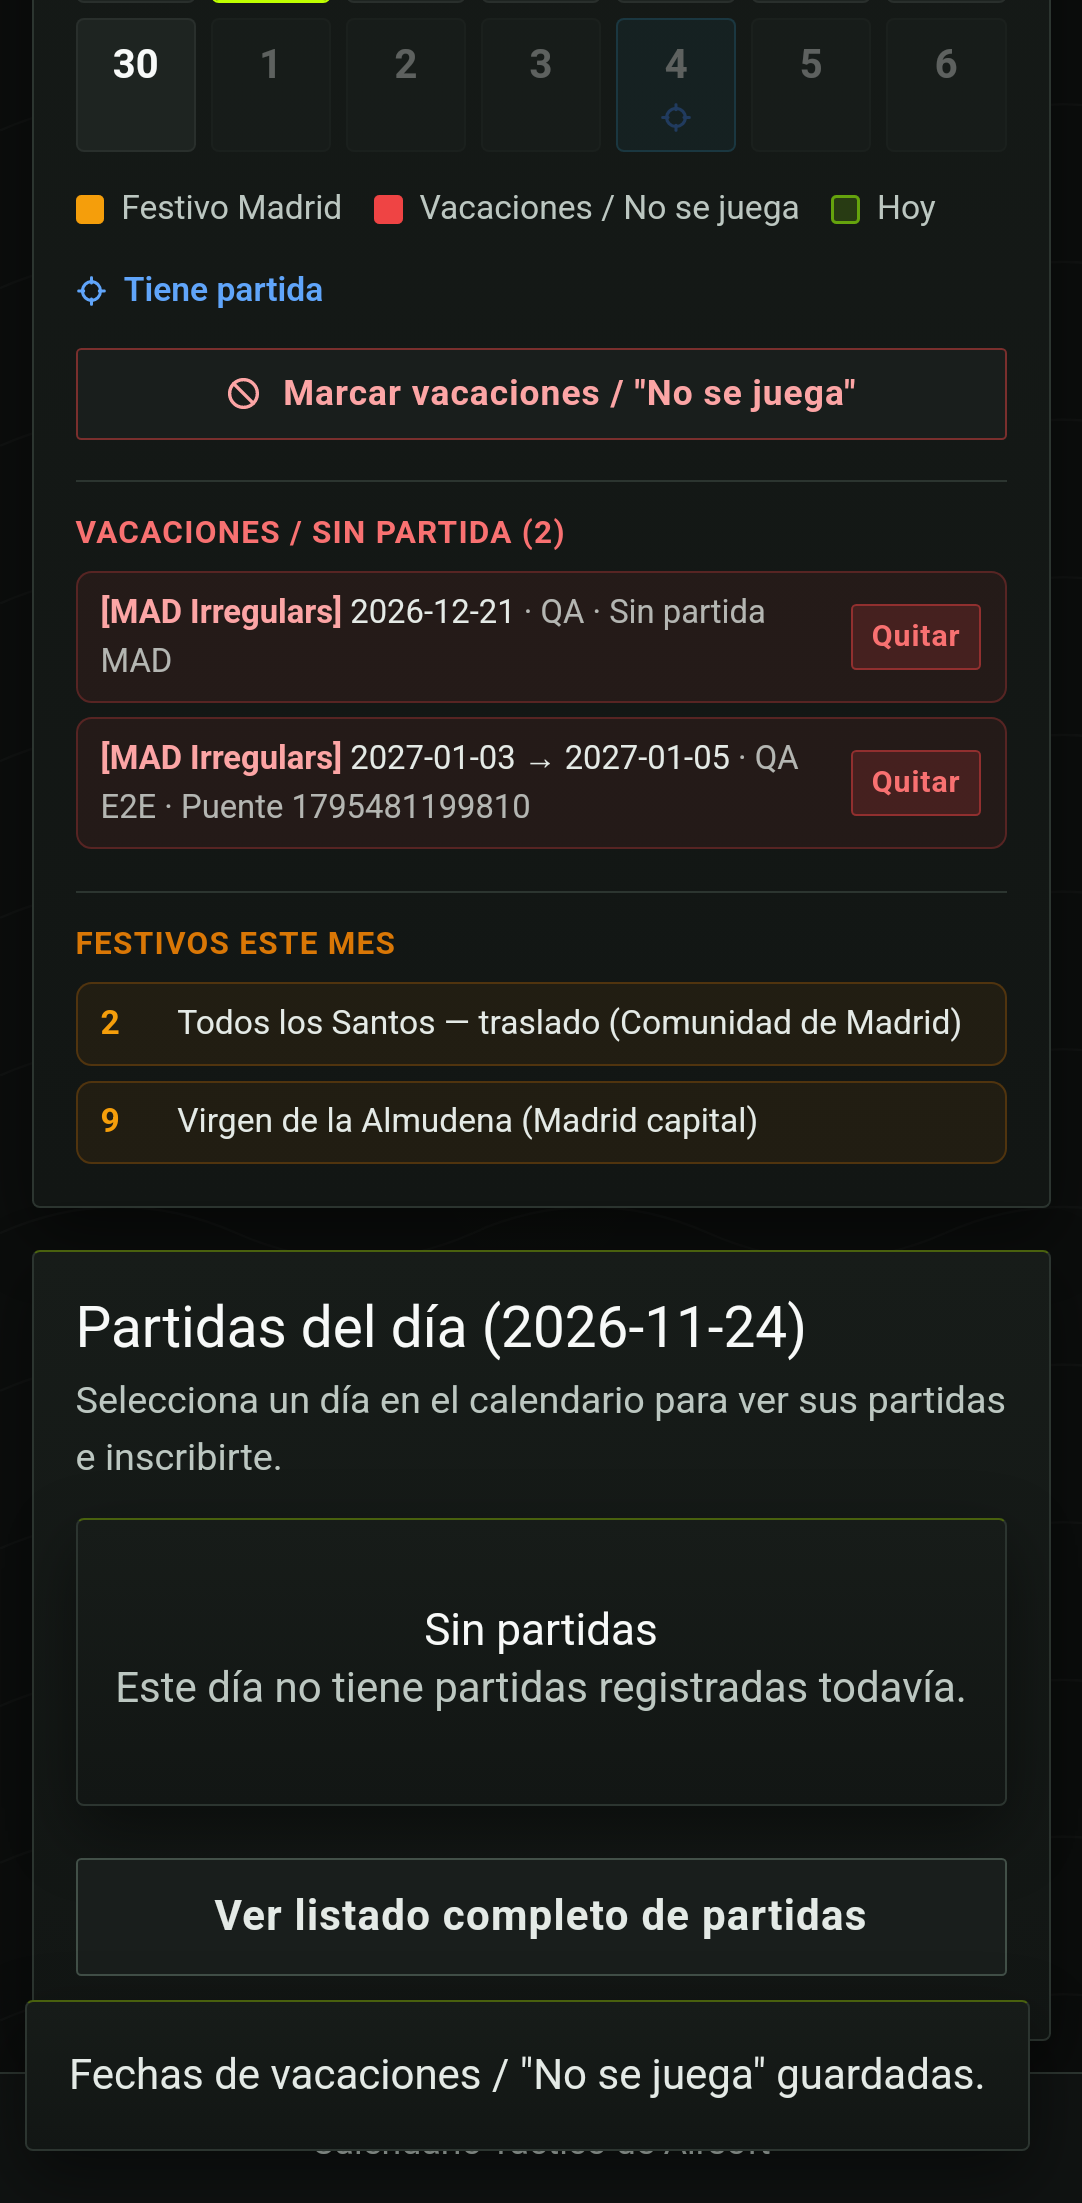 30 1 2 3 4 5 6
Festivo Madrid Vacaciones / No se juega Hoy
Tiene partida
Marcar vacaciones / "No se juega"
VACACIONES / SIN PARTIDA (2)
[MAD Irregulars] 2026-12-21 · QA · Sin partida
MAD
Quitar
[MAD Irregulars] 2027-01-03 → 2027-01-05 · QA
E2E · Puente 1795481199810
Quitar
FESTIVOS ESTE MES
2 Todos los Santos — traslado (Comunidad de Madrid)
9 Virgen de la Almudena (Madrid capital)
Partidas del día (2026-11-24)
Selecciona un día en el calendario para ver sus partidas
e inscribirte.
Sin partidas
Este día no tiene partidas registradas todavía.
Ver listado completo de partidas
Fechas de vacaciones / "No se juega" guardadas.